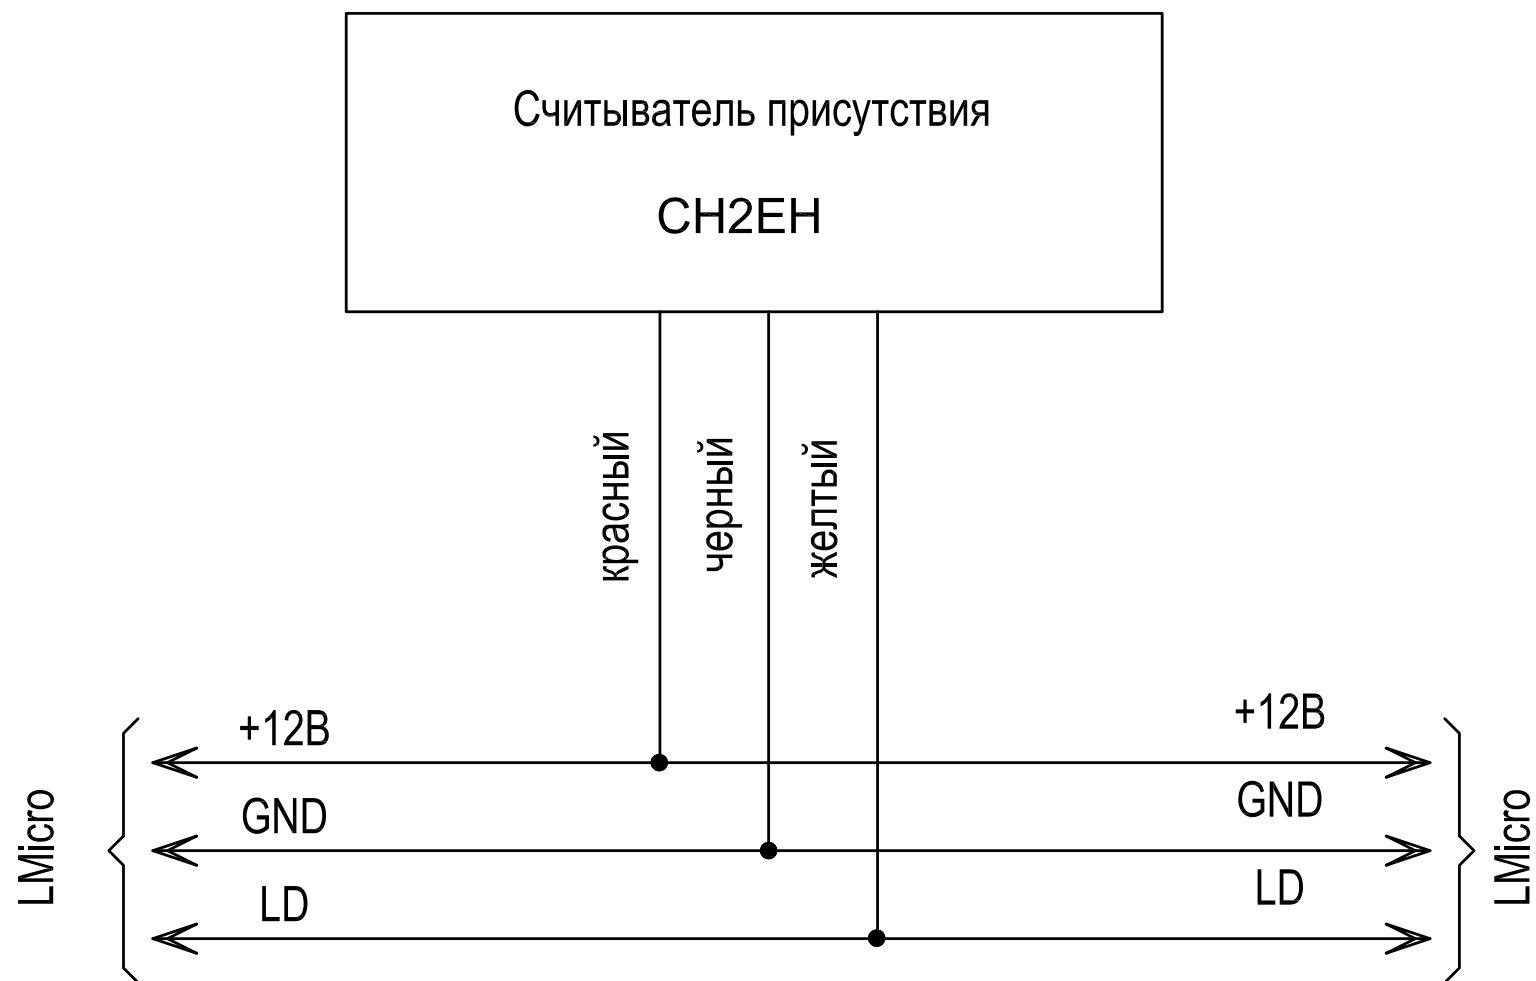 Считыватель присутствия
CH2EH
красный
черный
желтый
+12В
+12В
GND
GND
LD
LD
LMicro
LMicro